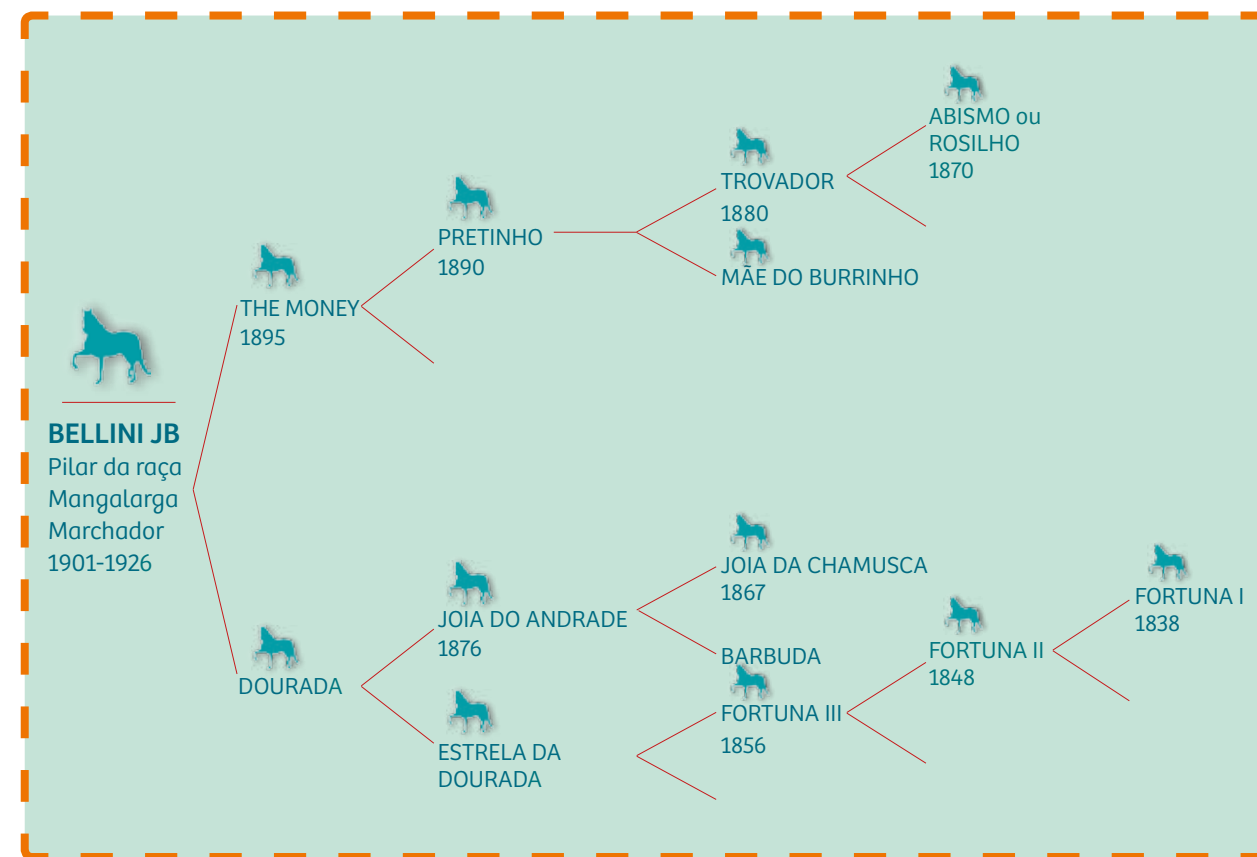 BELLINI JB
Pilar da raça
Mangalarga
Marchador
1901-1926
THE MONEY
1895
PRETINHO
1890
TROVADOR
1880
ABISMO ou
ROSILHO
1870
MÃE DO BURRINHO
DOURADA
JOIA DO ANDRADE
1876
JOIA DA CHAMUSCA
1867
BARBUDA
ESTRELA DA
DOURADA
FORTUNA III
1856
FORTUNA II
1848
FORTUNA I
1838